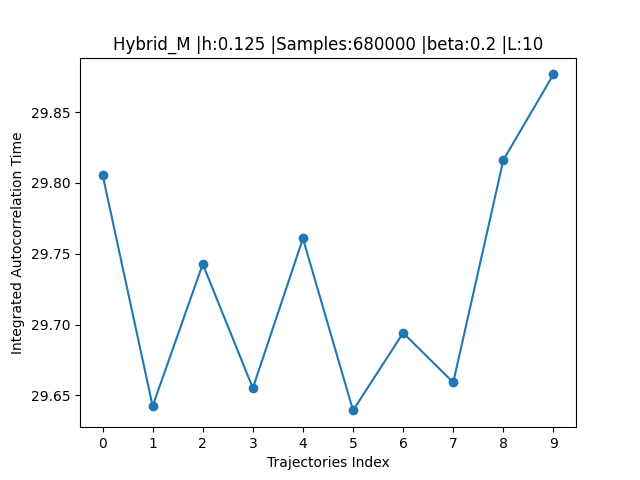 Hybrid_M |h:0.125 |Samples:680000 |beta:0.2 |L:10
Integrated Autocorrelation Time
29.85
29.80
29.75
29.70
29.65
0 1 2 3 4 5 6 7 8 9
Trajectories Index